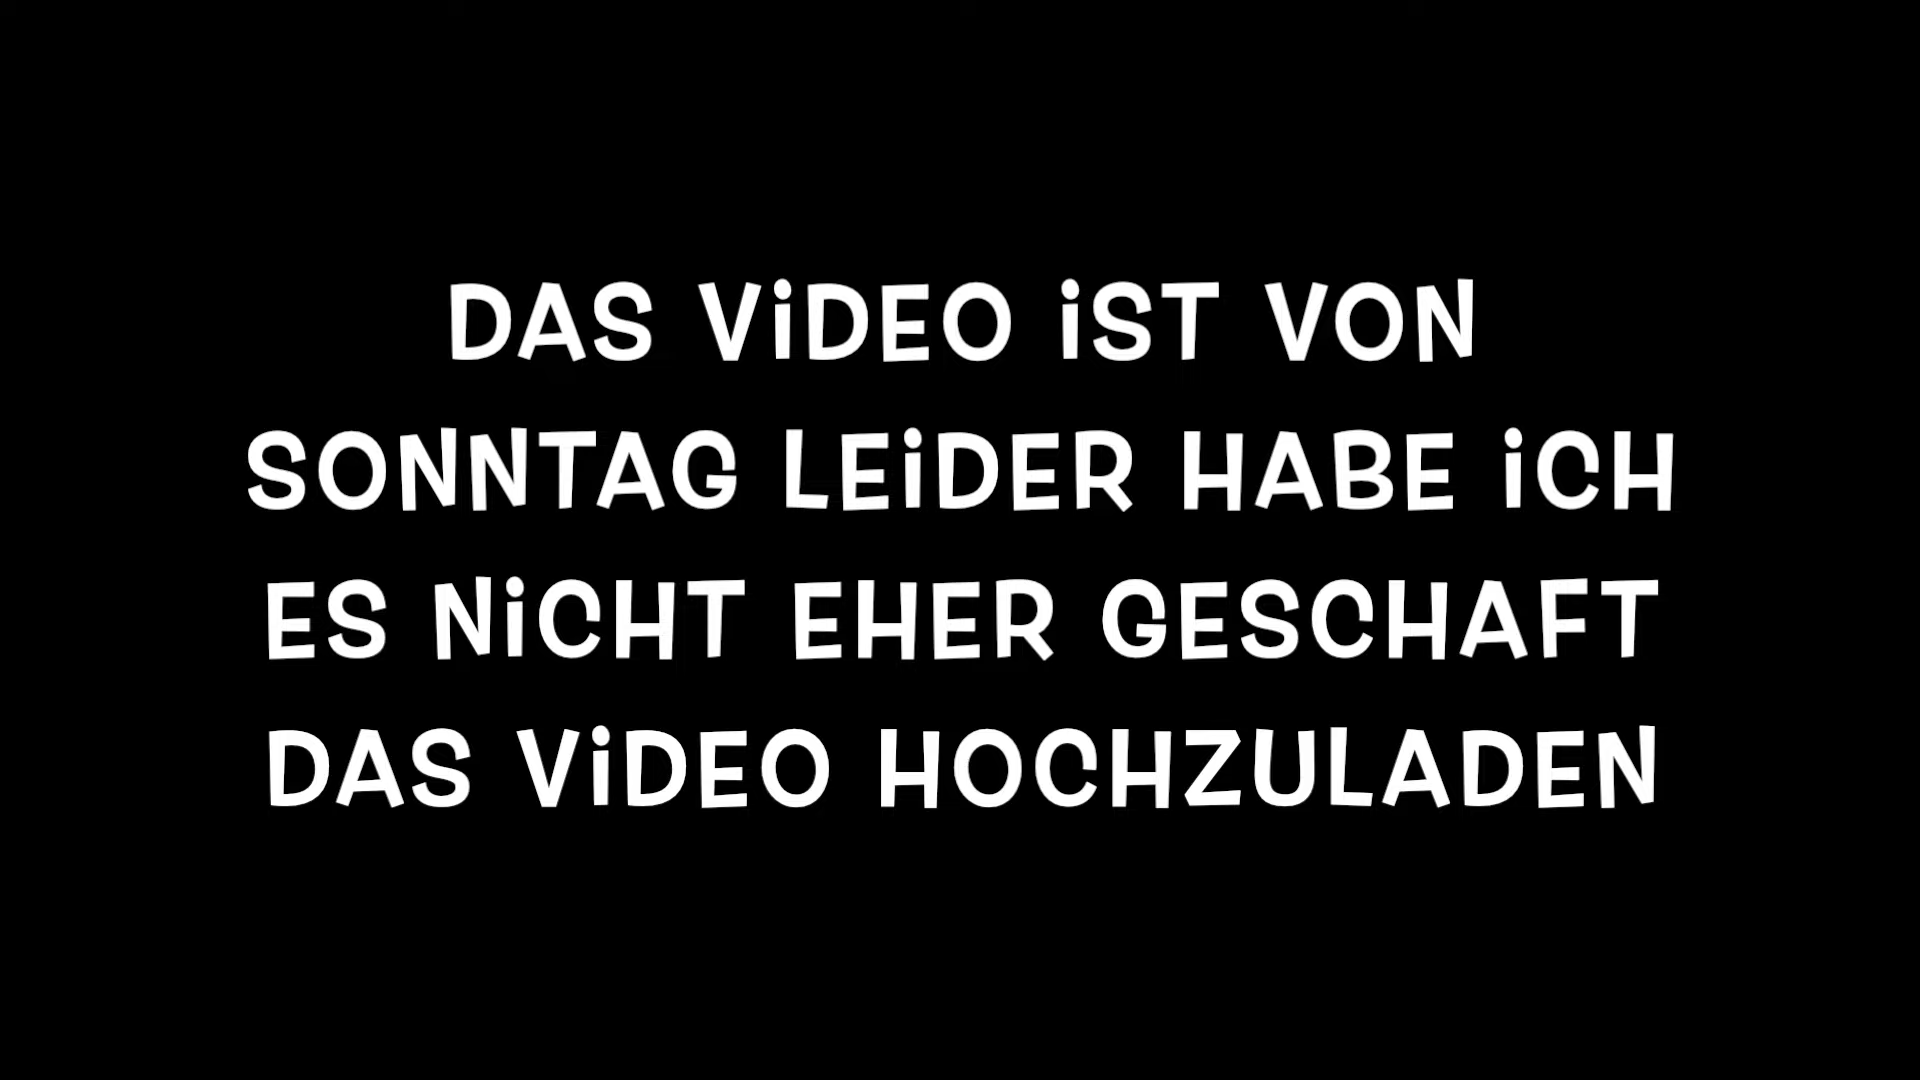 DAS ViDEO iST VON
SONNTAG LEiDER HABE iCH
ES NiCHT EHER GESCHAFT
DAS ViDEO HOCHZULADEN